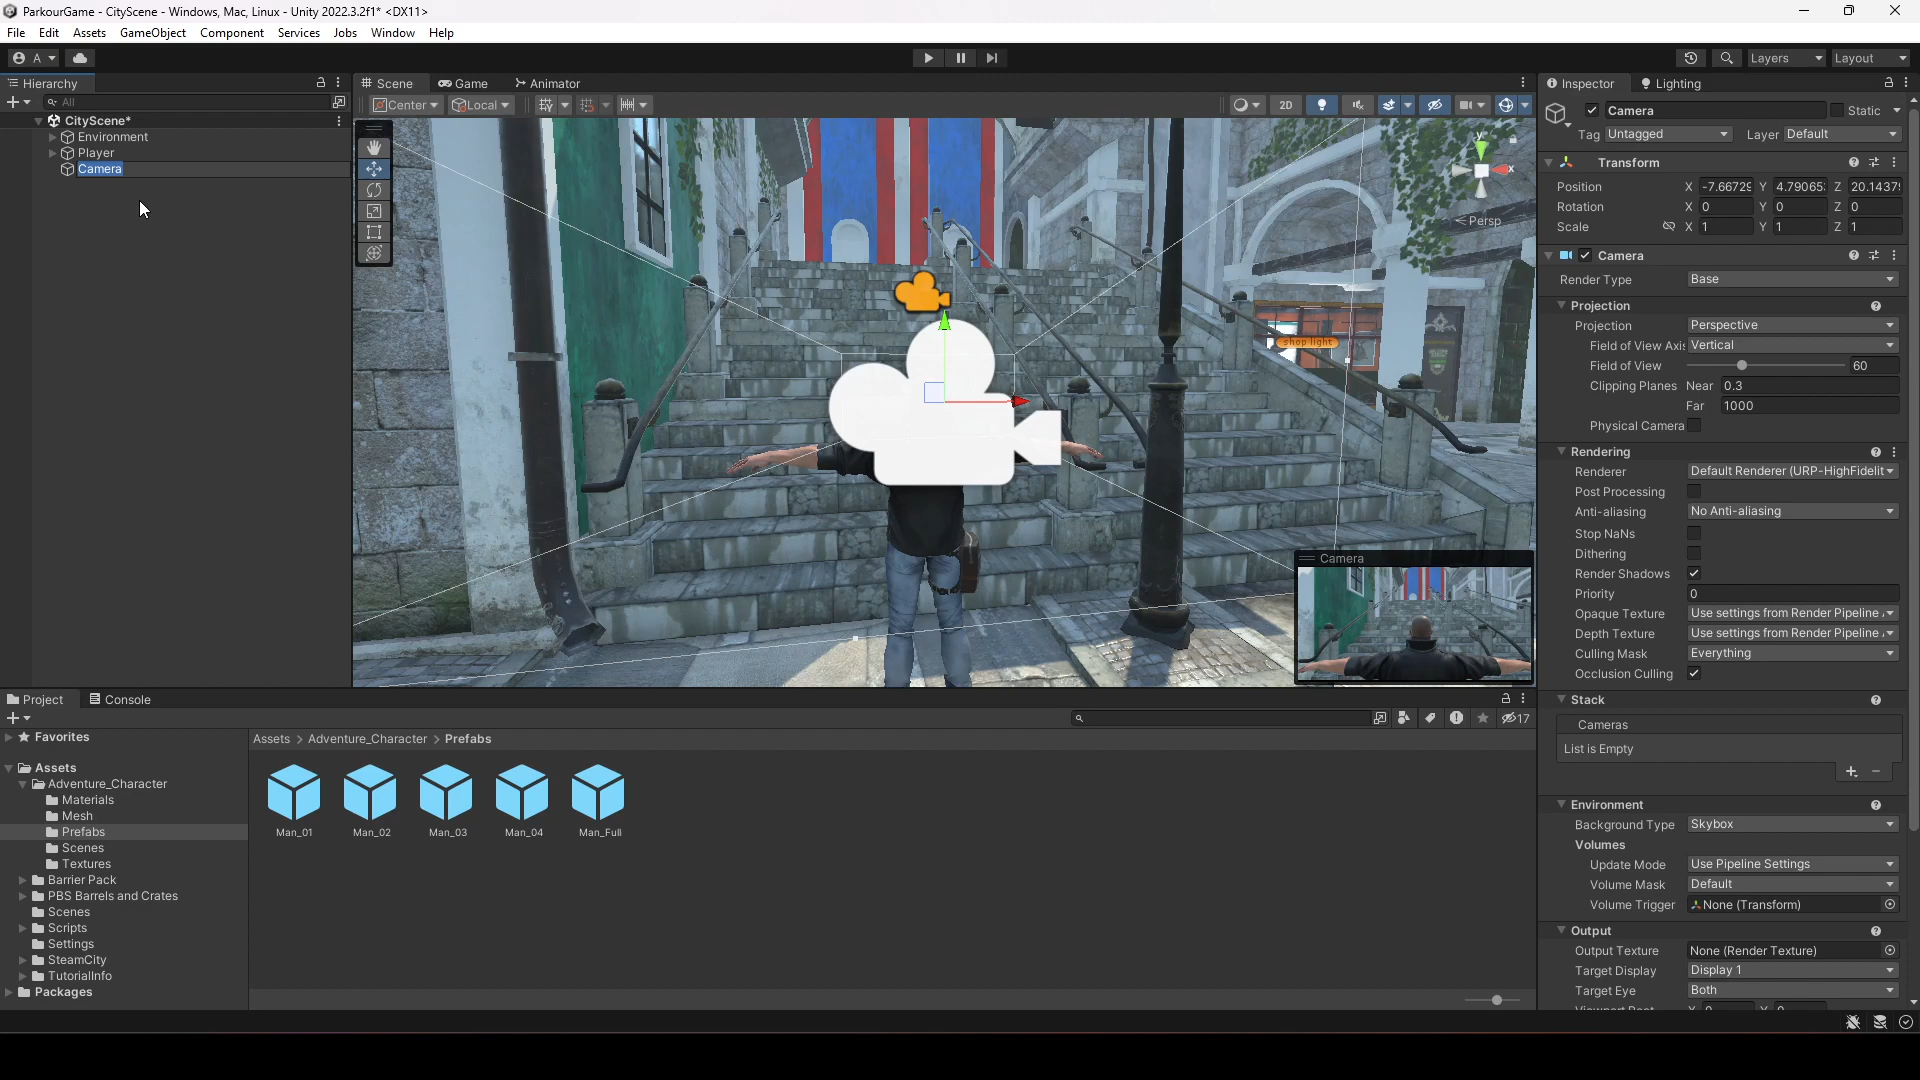 ParkourGame - CityScene - Windows, Mac, Linux - Unity 2022.3.2f1* <DX11>
File Edit Assets GameObject Component Services Jobs Window Help
A Layers Layout
Hierarchy Scene Game Animator Inspector Lighting
All Center Local 2D Camera Static
Tag Untagged Layer Default
CityScene*
Environment
Player
Camera
y x Persp
shop light
Transform
Position X -7.66729 Y 4.79065 Z 20.1437
Rotation X 0 Y 0 Z 0
Scale X 1 Y 1 Z 1
Camera
Render Type Base
Projection
Projection Perspective
Field of View Axi Vertical
Field of View 60
Clipping Planes Near 0.3
Far 1000
Physical Camera
Rendering
Renderer Default Renderer (URP-HighFidelit
Post Processing
Anti-aliasing No Anti-aliasing
Stop NaNs
Dithering
Render Shadows
Priority 0
Opaque Texture Use settings from Render Pipeline
Depth Texture Use settings from Render Pipeline
Culling Mask Everything
Occlusion Culling
Camera
Stack
Cameras
List is Empty
Environment
Background Type Skybox
Volumes
Update Mode Use Pipeline Settings
Volume Mask Default
Volume Trigger None (Transform)
Output
Output Texture None (Render Texture)
Target Display Display 1
Target Eye Both
Project Console
17
Favorites
Assets > Adventure_Character > Prefabs
Assets
Adventure_Character
Materials
Mesh
Prefabs
Scenes
Textures
Barrier Pack
PBS Barrels and Crates
Scenes
Scripts
Settings
SteamCity
TutorialInfo
Packages
Man_01 Man_02 Man_03 Man_04 Man_Full